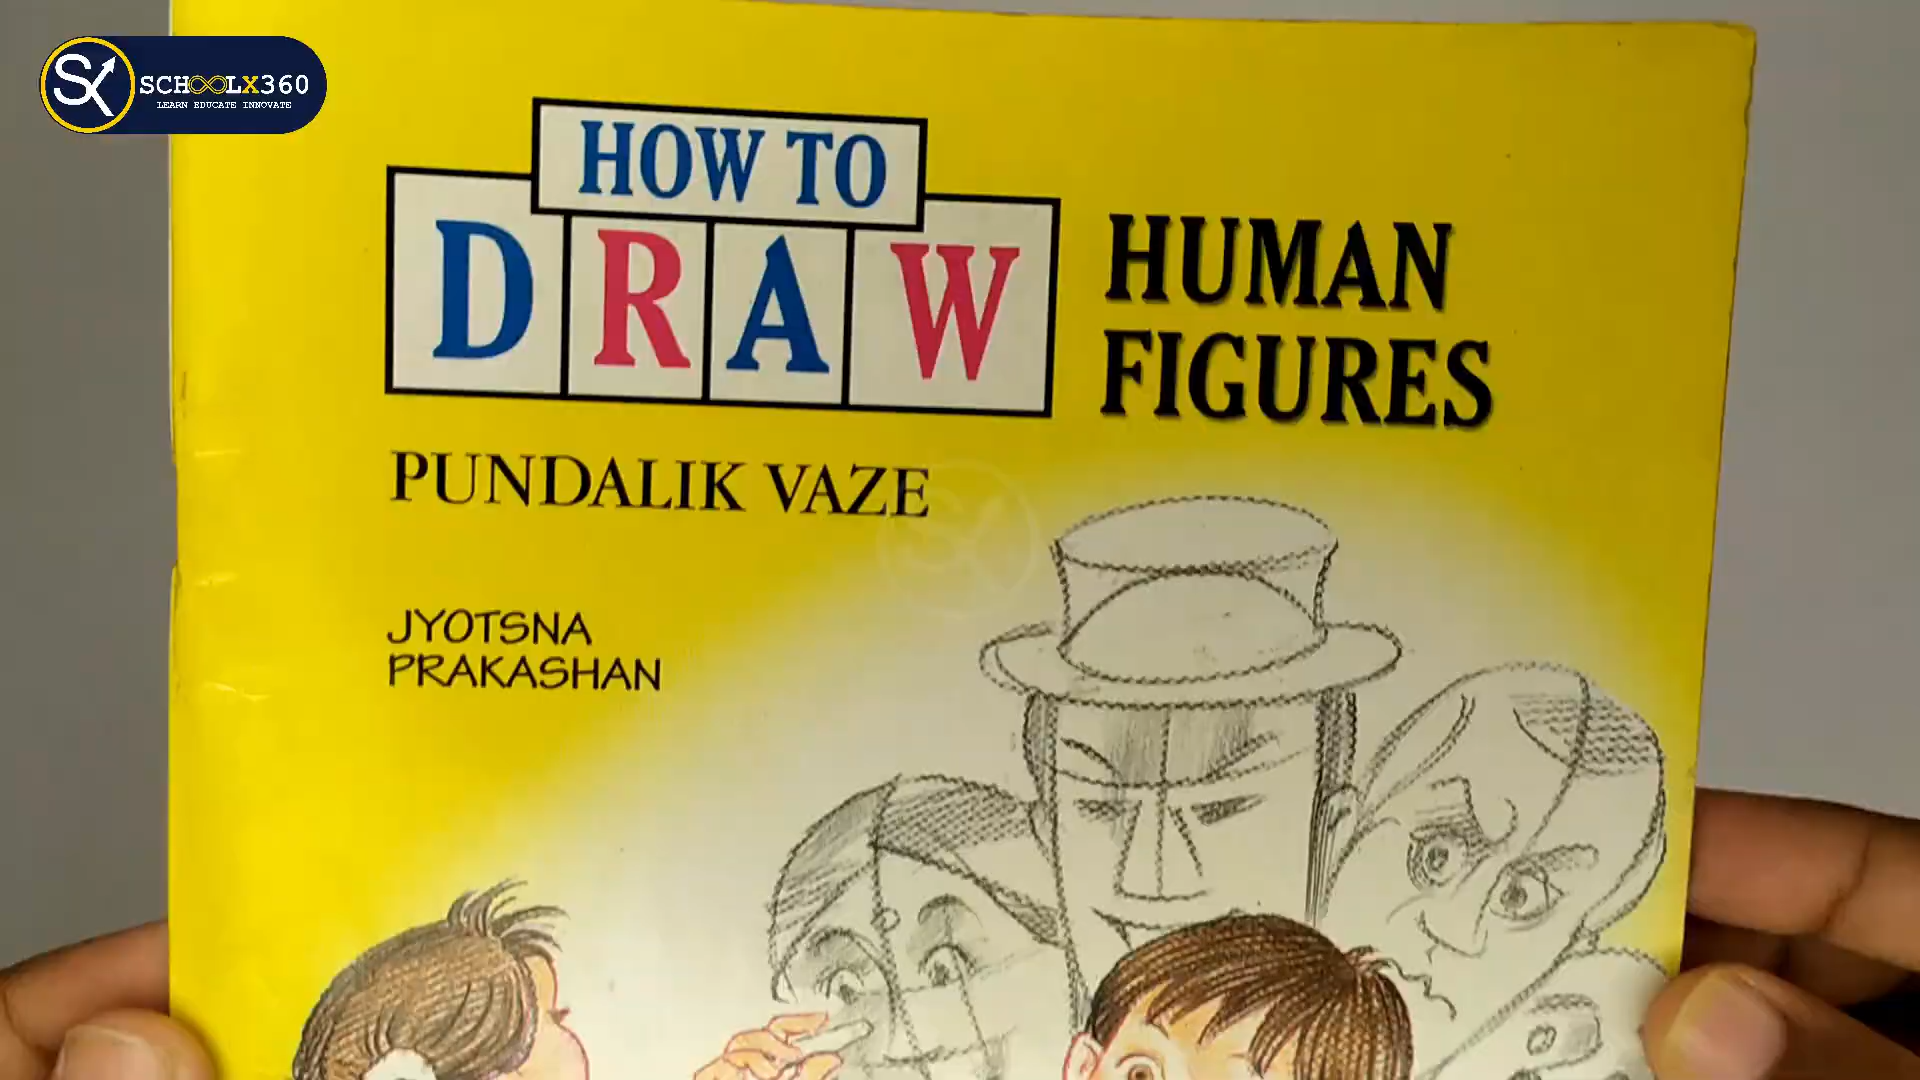 SCHOOLX360
LEARN EDUCATE INNOVATE
HOW TO
DRAW
HUMAN
FIGURES
PUNDALIK VAZE
JYOTSNA
PRAKASHAN